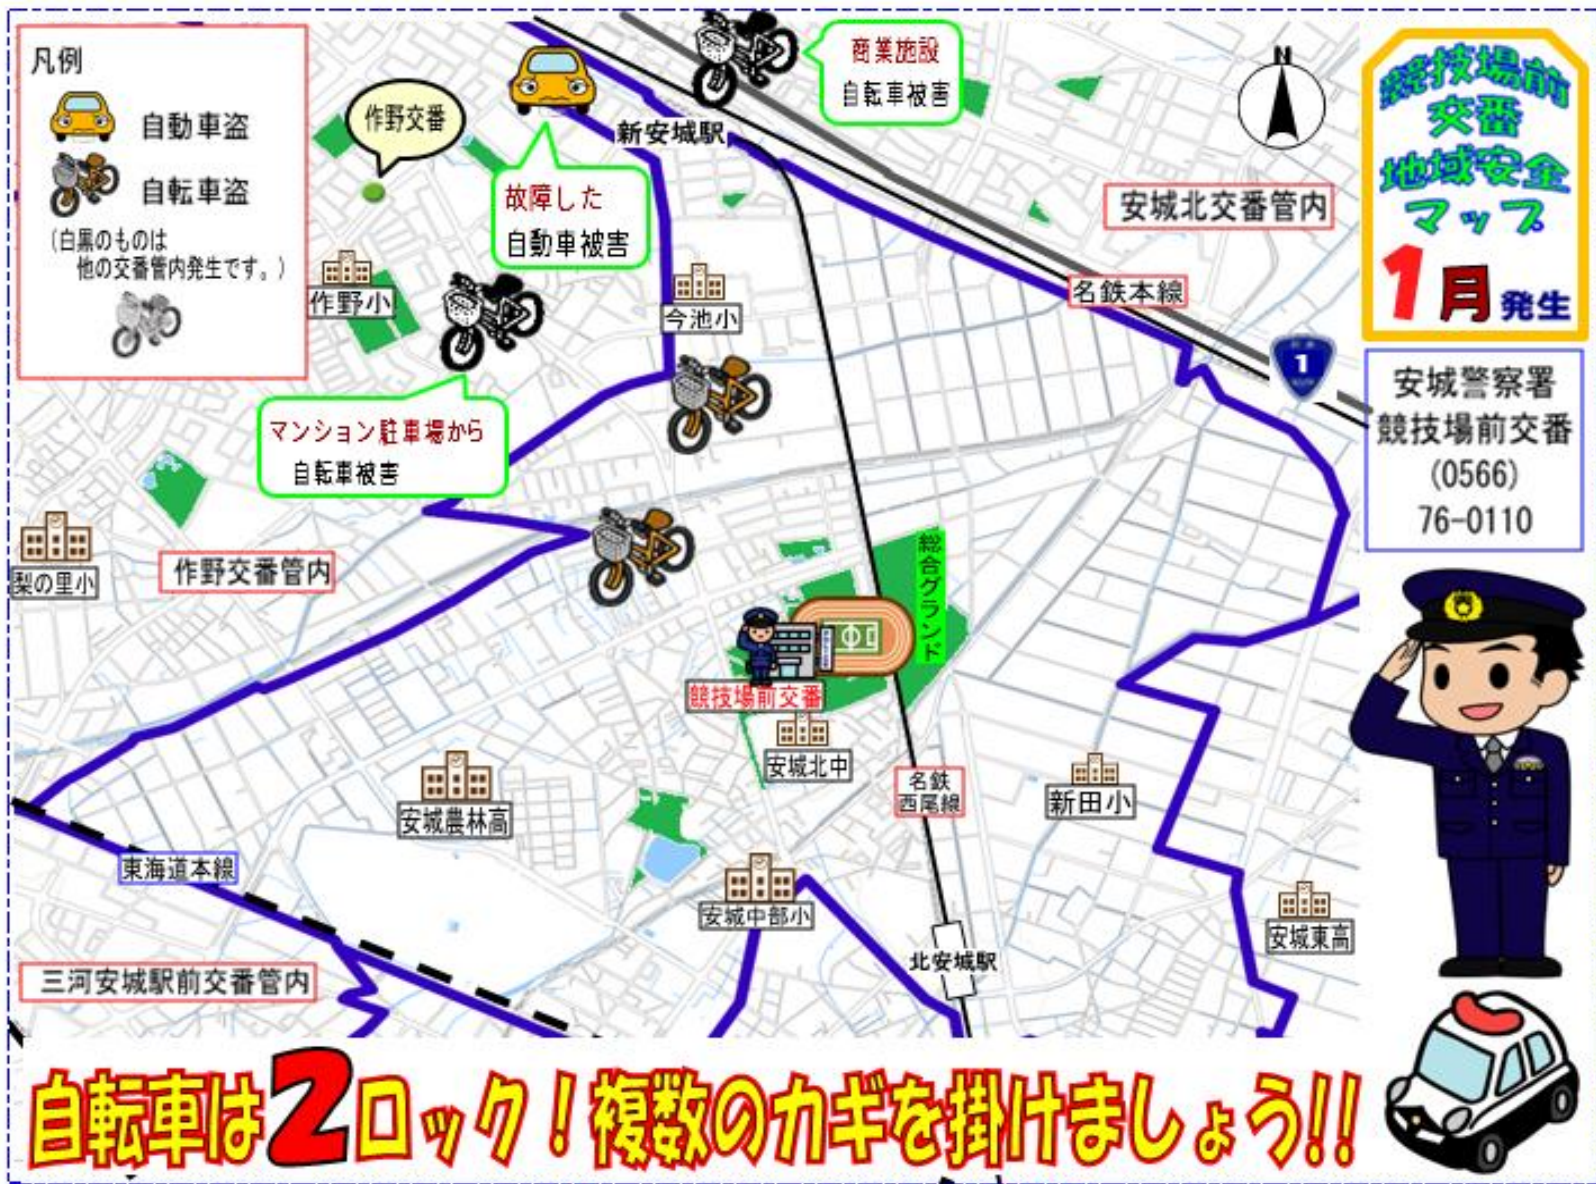 凡例
自動車盗
自転車盗
(白黒のものは
他の交番管内発生です。)
作野交番
故障した
自動車被害
新安城駅
商業施設
自転車被害
N
安城北交番管内
競技場前
交番
地域安全
マップ
1月発生
安城警察署
競技場前交番
(0566)
76-0110
作野小
今池小
名鉄本線
1
マンション駐車場から
自転車被害
梨の里小
作野交番管内
総合グランド
競技場前交番
安城北中
安城農林高
名鉄
西尾線
新田小
東海道本線
安城中部小
安城東高
北安城駅
三河安城駅前交番管内
自転車は2ロック!複数のカギを掛けましょう!!